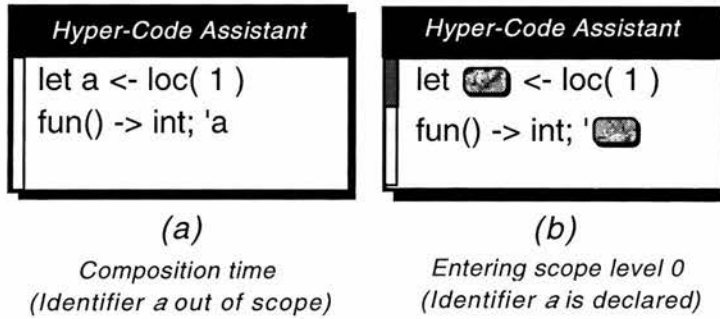 Hyper-Code Assistant
let a <- loc( 1 )
fun() -> int; 'a
(a)
Composition time
(Identifier a out of scope)
Hyper-Code Assistant
let <- loc( 1 )
fun() -> int; '
(b)
Entering scope level 0
(Identifier a is declared)